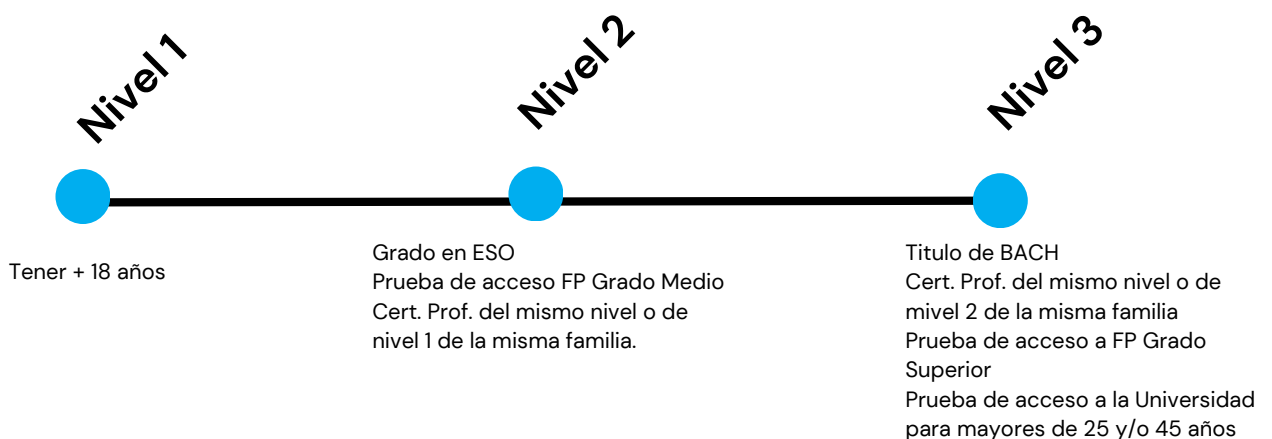 Nivel 1
Nivel 2
Nivel 3
Tener + 18 años
Grado en ESO
Prueba de acceso FP Grado Medio
Cert. Prof. del mismo nivel o de
nivel 1 de la misma familia.
Titulo de BACH
Cert. Prof. del mismo nivel o de
mivel 2 de la misma familia
Prueba de acceso a FP Grado
Superior
Prueba de acceso a la Universidad
para mayores de 25 y/o 45 años